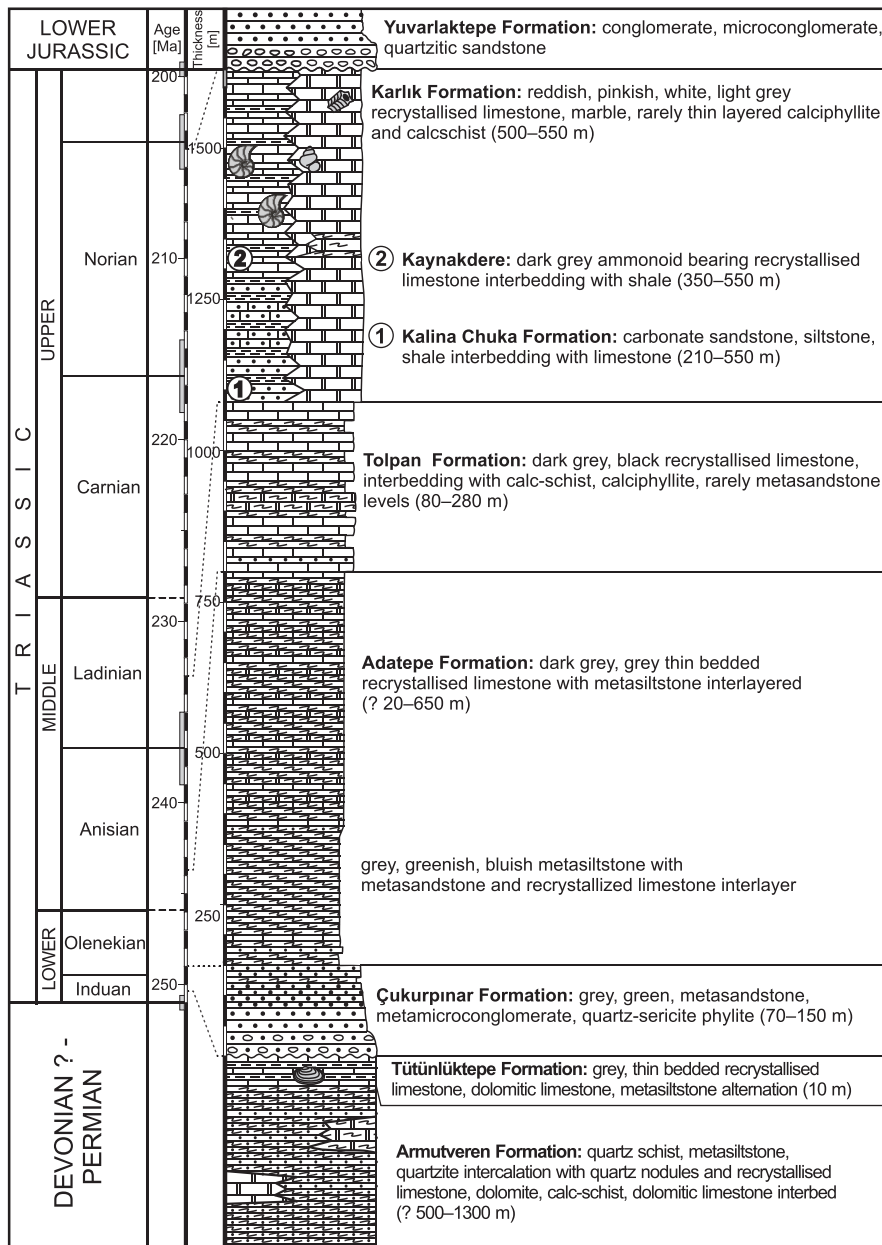 LOWER
JURASSIC
Age
[Ma]
Thickness
[m]
Yuvarlaktepe Formation: conglomerate, microconglomerate,
quartzitic sandstone
TRIASSIC
UPPER
MiDDLE
LOWER
Norian
Carnian
Ladinian
Anisian
Olenekian
Induan
DEVONIAN ? -
PERMIAN
200
210
220
230
240
250
1500
1250
1000
750
500
250
2
1
Karlık Formation: reddish, pinkish, white, light grey
recrystallised limestone, marble, rarely thin layered calciphyllite
and calcschist (500–550 m)
2 Kaynakdere: dark grey ammonoid bearing recrystallised
limestone interbedding with shale (350–550 m)
1 Kalina Chuka Formation: carbonate sandstone, siltstone,
shale interbedding with limestone (210–550 m)
Tolpan Formation: dark grey, black recrystallised limestone,
interbedding with calc-schist, calciphyllite, rarely metasandstone
levels (80–280 m)
Adatepe Formation: dark grey, grey thin bedded
recrystallised limestone with metasiltstone interlayered
(? 20–650 m)
grey, greenish, bluish metasiltstone with
metasandstone and recrystallized limestone interlayer
Çukurpınar Formation: grey, green, metasandstone,
metamicroconglomerate, quartz-sericite phylite (70–150 m)
Tütünlüktepe Formation: grey, thin bedded recrystallised
limestone, dolomitic limestone, metasiltstone alternation (10 m)
Armutveren Formation: quartz schist, metasiltstone,
quartzite intercalation with quartz nodules and recrystallised
limestone, dolomite, calc-schist, dolomitic limestone interbed
(? 500–1300 m)